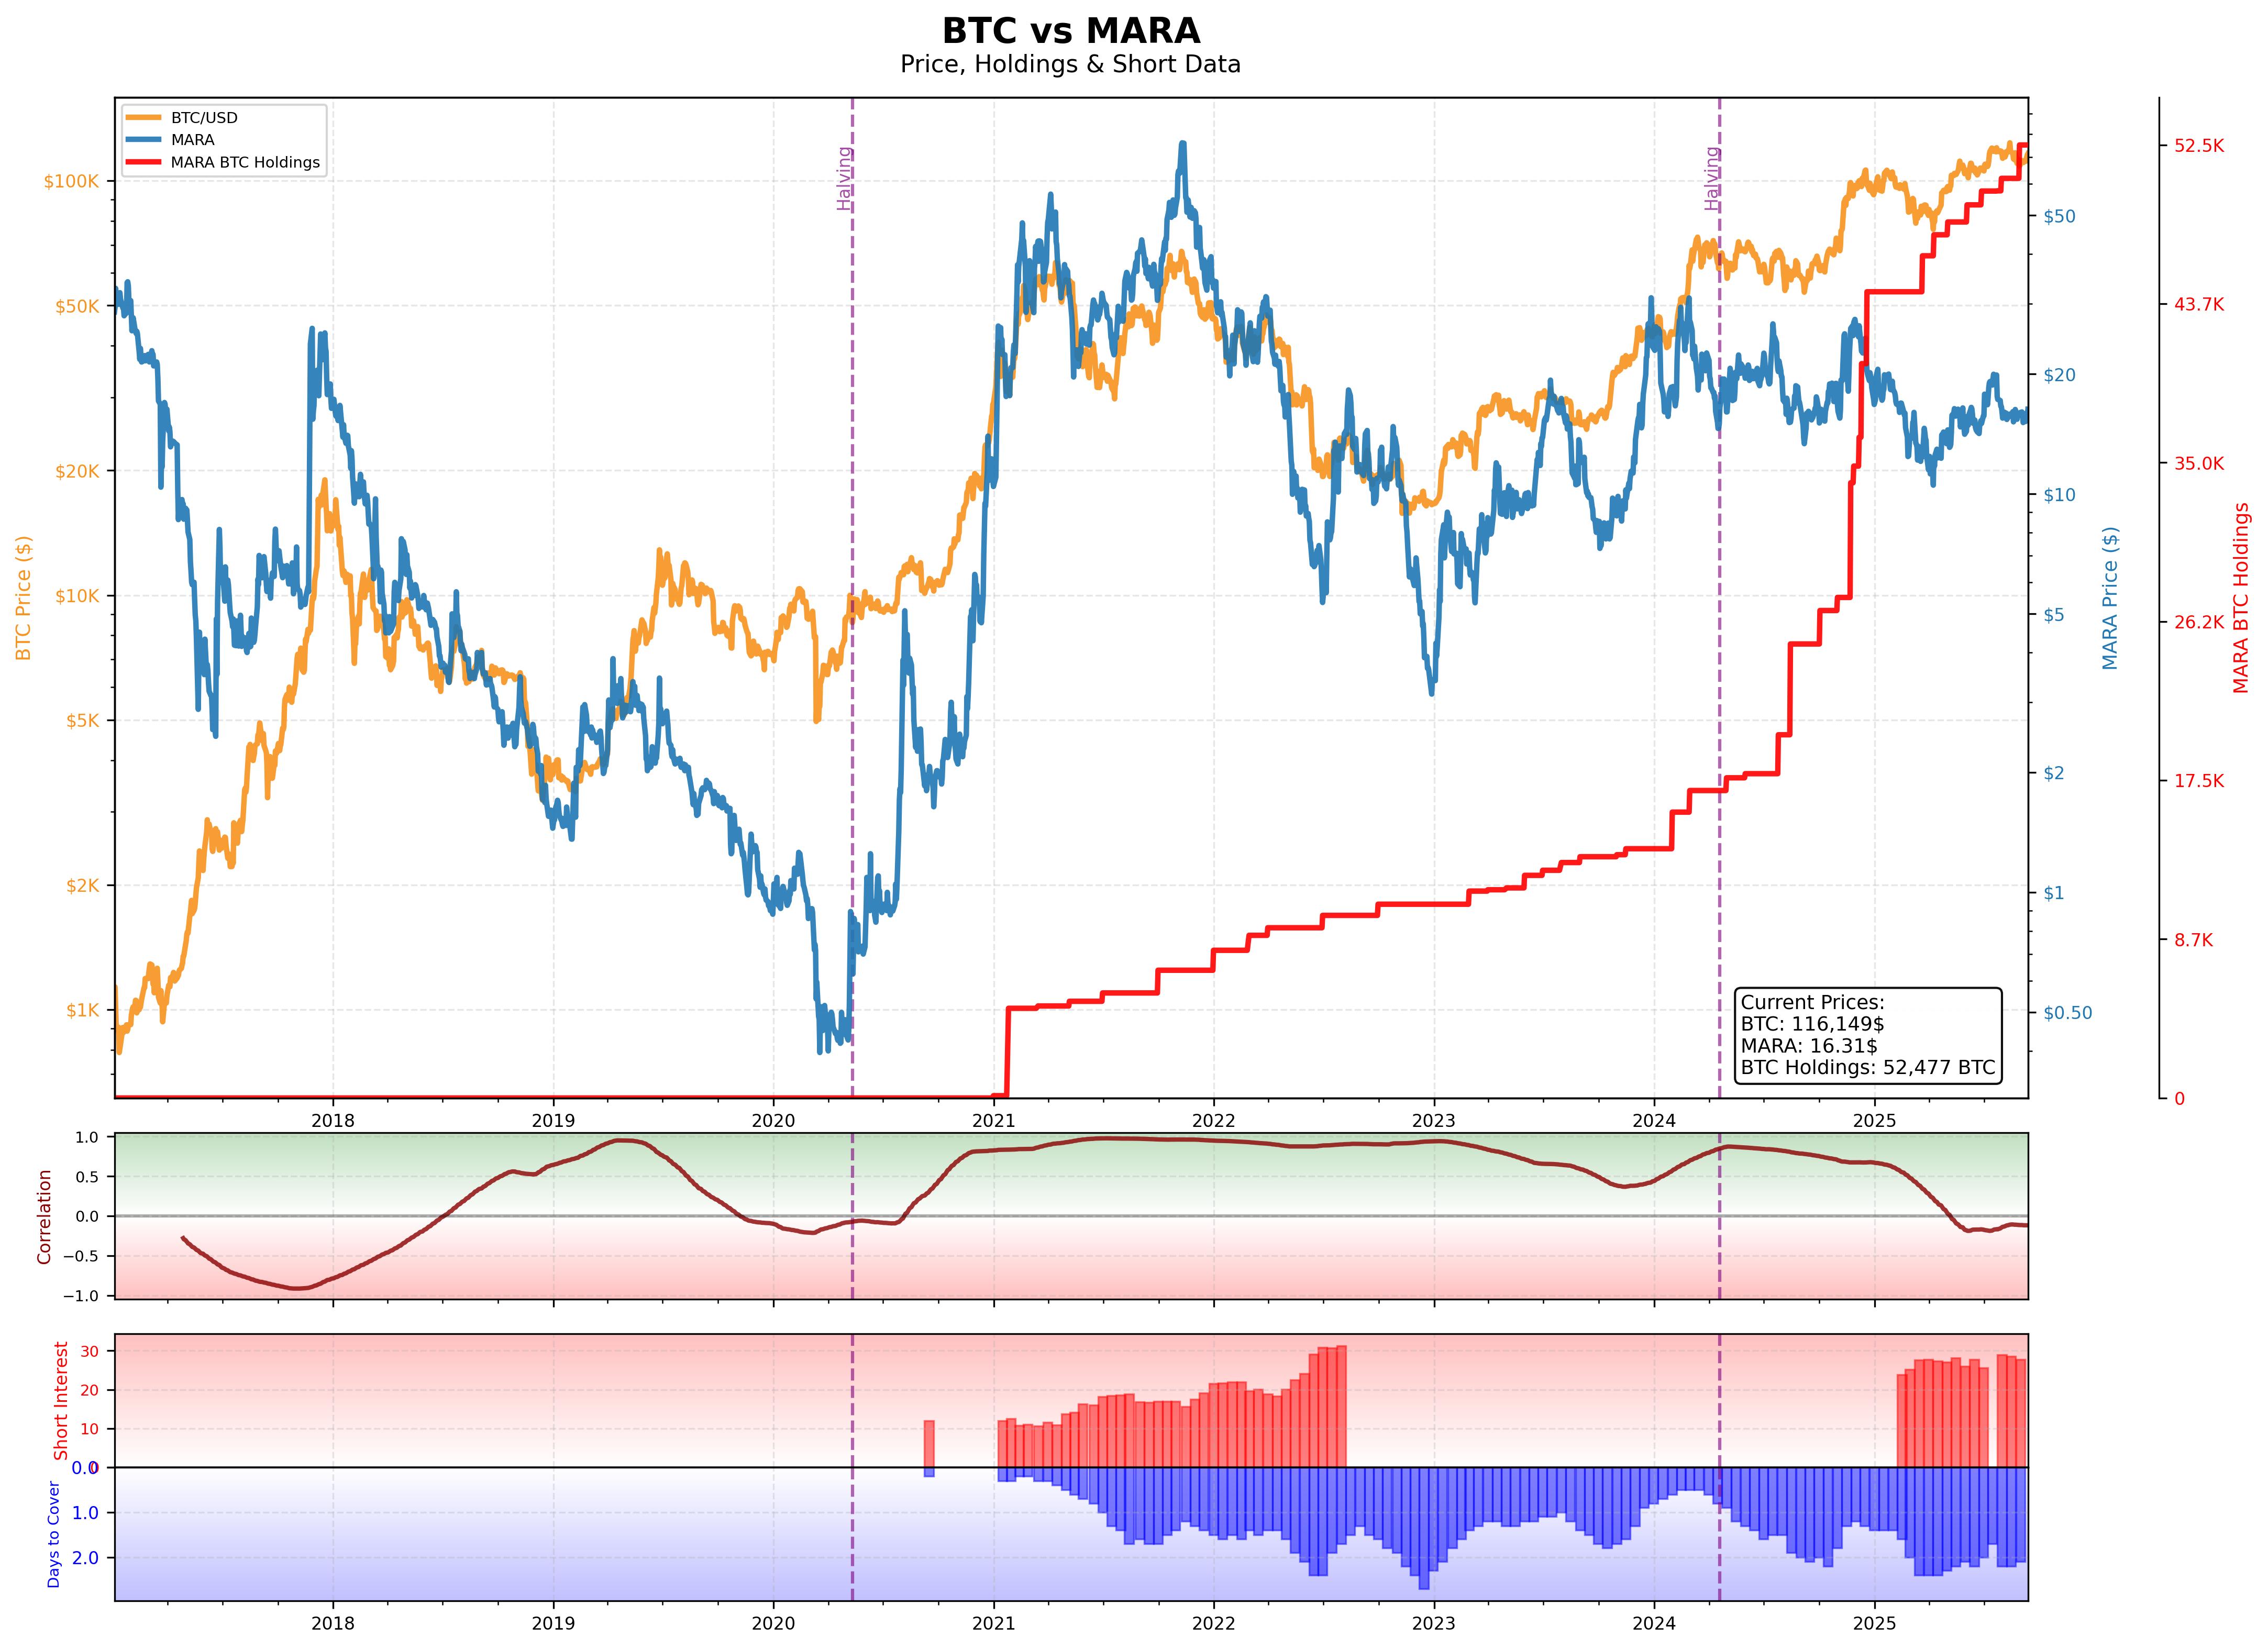 BTC vs MARA
Price, Holdings & Short Data
BTC/USD
MARA
MARA BTC Holdings
Halving
Halving
BTC Price ($)
$100K
$50K
$20K
$10K
$5K
$2K
$1K
MARA Price ($)
$50
$20
$10
$5
$2
$1
$0.50
MARA BTC Holdings
52.5K
43.7K
35.0K
26.2K
17.5K
8.7K
0
Current Prices:
BTC: 116,149$
MARA: 16.31$
BTC Holdings: 52,477 BTC
2018 2019 2020 2021 2022 2023 2024 2025
Correlation
1.0
0.5
0.0
−0.5
−1.0
Short Interest
30
20
10
0
Days to Cover
0.0
1.0
2.0
2018 2019 2020 2021 2022 2023 2024 2025